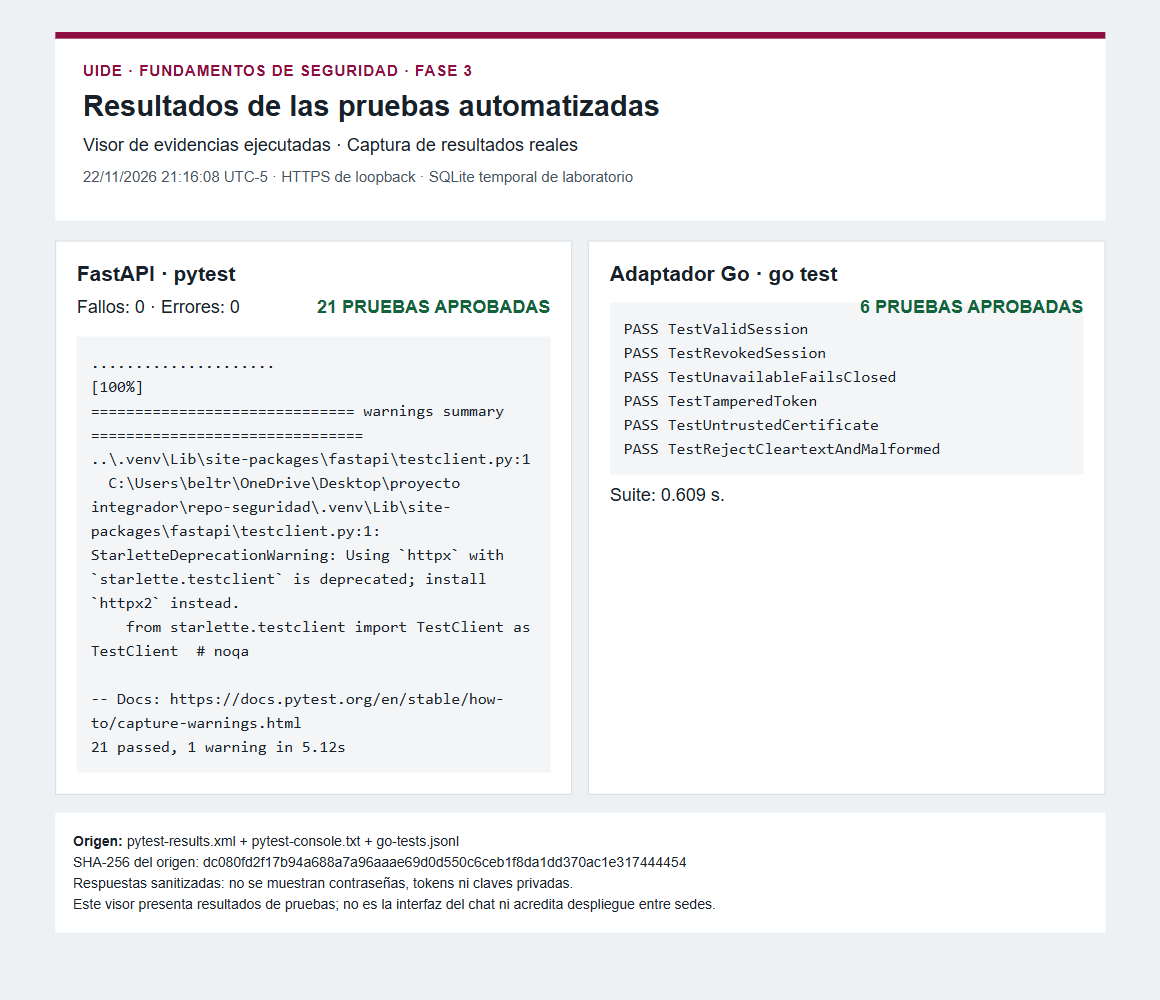 UIDE · FUNDAMENTOS DE SEGURIDAD · FASE 3
Resultados de las pruebas automatizadas
Visor de evidencias ejecutadas · Captura de resultados reales
22/11/2026 21:16:08 UTC-5 · HTTPS de loopback · SQLite temporal de laboratorio
FastAPI · pytest
Fallos: 0 · Errores: 0
21 PRUEBAS APROBADAS
.....................
[100%]
============================== warnings summary
===============================
..\.venv\Lib\site-packages\fastapi\testclient.py:1
  C:\Users\beltr\OneDrive\Desktop\proyecto
integrador\repo-seguridad\.venv\Lib\site-
packages\fastapi\testclient.py:1:
StarletteDeprecationWarning: Using `httpx` with
`starlette.testclient` is deprecated; install
`httpx2` instead.
    from starlette.testclient import TestClient as
TestClient  # noqa
-- Docs: https://docs.pytest.org/en/stable/how-
to/capture-warnings.html
21 passed, 1 warning in 5.12s
Adaptador Go · go test
6 PRUEBAS APROBADAS
PASS TestValidSession
PASS TestRevokedSession
PASS TestUnavailableFailsClosed
PASS TestTamperedToken
PASS TestUntrustedCertificate
PASS TestRejectCleartextAndMalformed
Suite: 0.609 s.
Origen: pytest-results.xml + pytest-console.txt + go-tests.jsonl
SHA-256 del origen: dc080fd2f17b94a688a7a96aaae69d0d550c6ceb1f8da1dd370ac1e317444454
Respuestas sanitizadas: no se muestran contraseñas, tokens ni claves privadas.
Este visor presenta resultados de pruebas; no es la interfaz del chat ni acredita despliegue entre sedes.